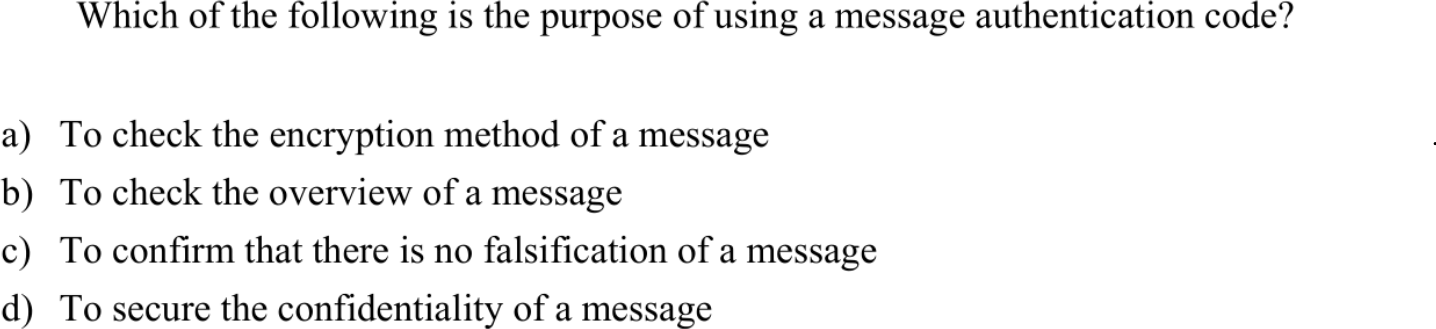 Which of the following is the purpose of using a message authentication code?
a) To check the encryption method of a message
b) To check the overview of a message
c) To confirm that there is no falsification of a message
d) To secure the confidentiality of a message